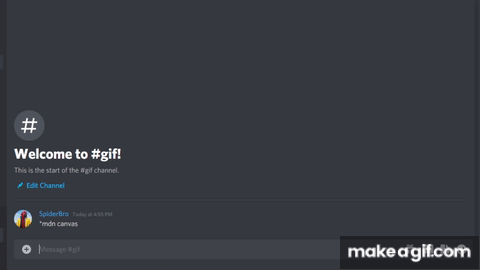 Welcome to #gif!
This is the start of the #gif channel.
Edit Channel
SpiderBro Today at 4:55 PM
*mdn canvas
Message #gif
make a gif.com